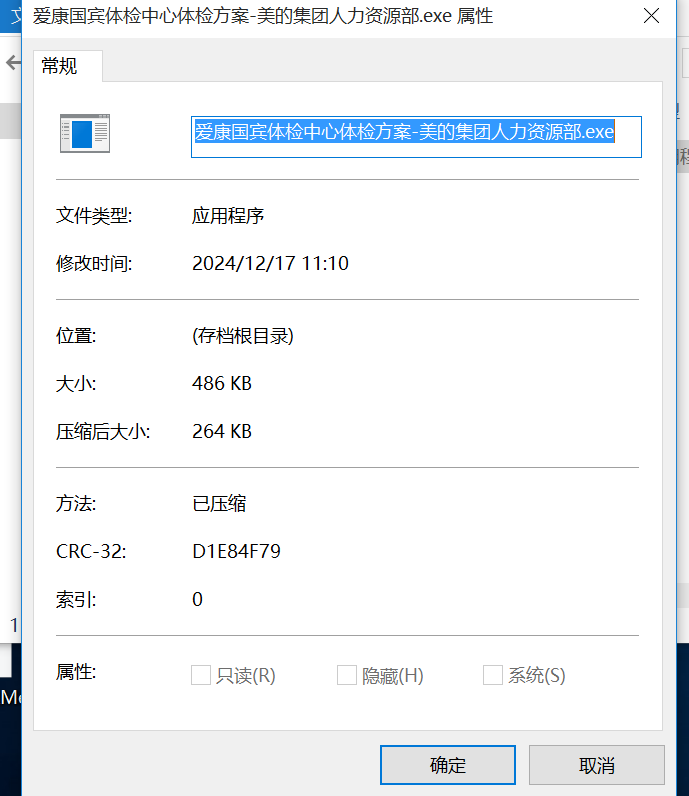 爱康国宾体检中心体检方案-美的集团人力资源部.exe 属性
常规
爱康国宾体检中心体检方案-美的集团人力资源部.exe
文件类型: 应用程序
修改时间: 2024/12/17 11:10
位置: (存档根目录)
大小: 486 KB
压缩后大小: 264 KB
方法: 已压缩
CRC-32: D1E84F79
索引: 0
属性: 只读(R) 隐藏(H) 系统(S)
确定 取消